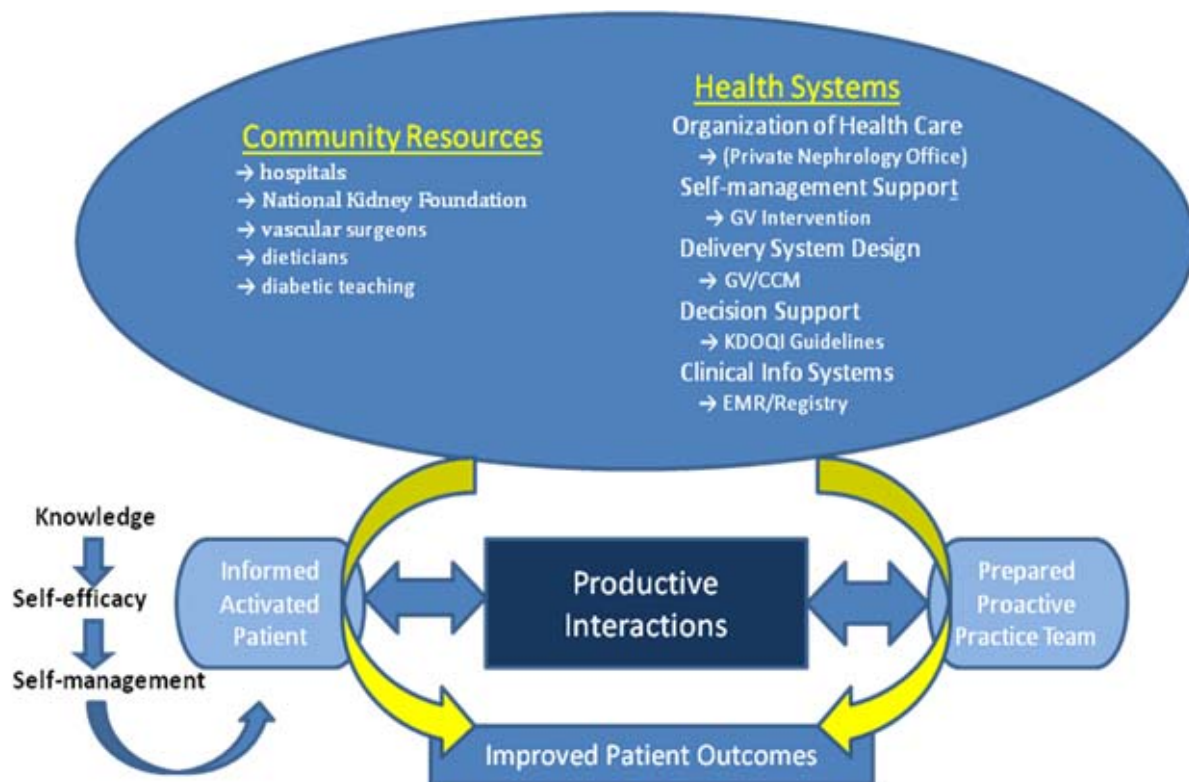 Community Resources
→ hospitals
→ National Kidney Foundation
→ vascular surgeons
→ dieticians
→ diabetic teaching
Health Systems
Organization of Health Care
→ (Private Nephrology Office)
Self-management Support
→ GV Intervention
Delivery System Design
→ GV/CCM
Decision Support
→ KDOQI Guidelines
Clinical Info Systems
→ EMR/Registry
Knowledge
Self-efficacy
Self-management
Informed
Activated
Patient
Productive
Interactions
Prepared
Proactive
Practice Team
Improved Patient Outcomes